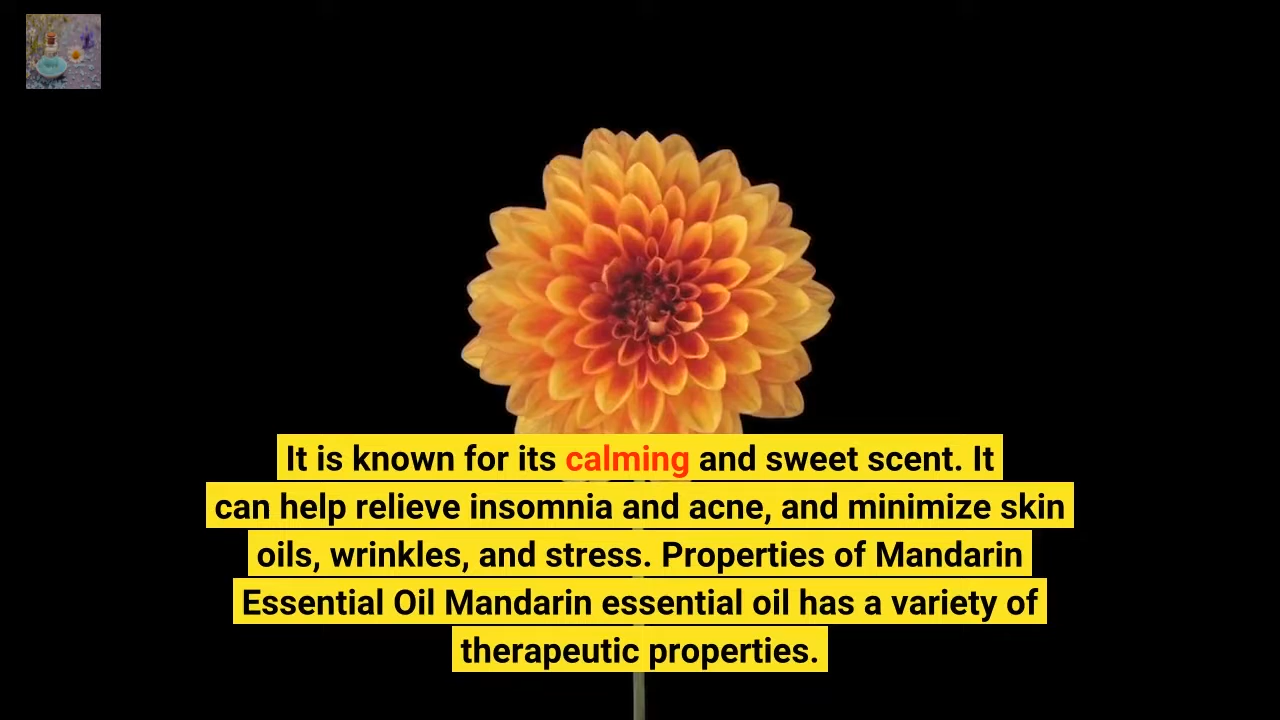 It is known for its calming and sweet scent. It
can help relieve insomnia and acne, and minimize skin
oils, wrinkles, and stress. Properties of Mandarin
Essential Oil Mandarin essential oil has a variety of
therapeutic properties.